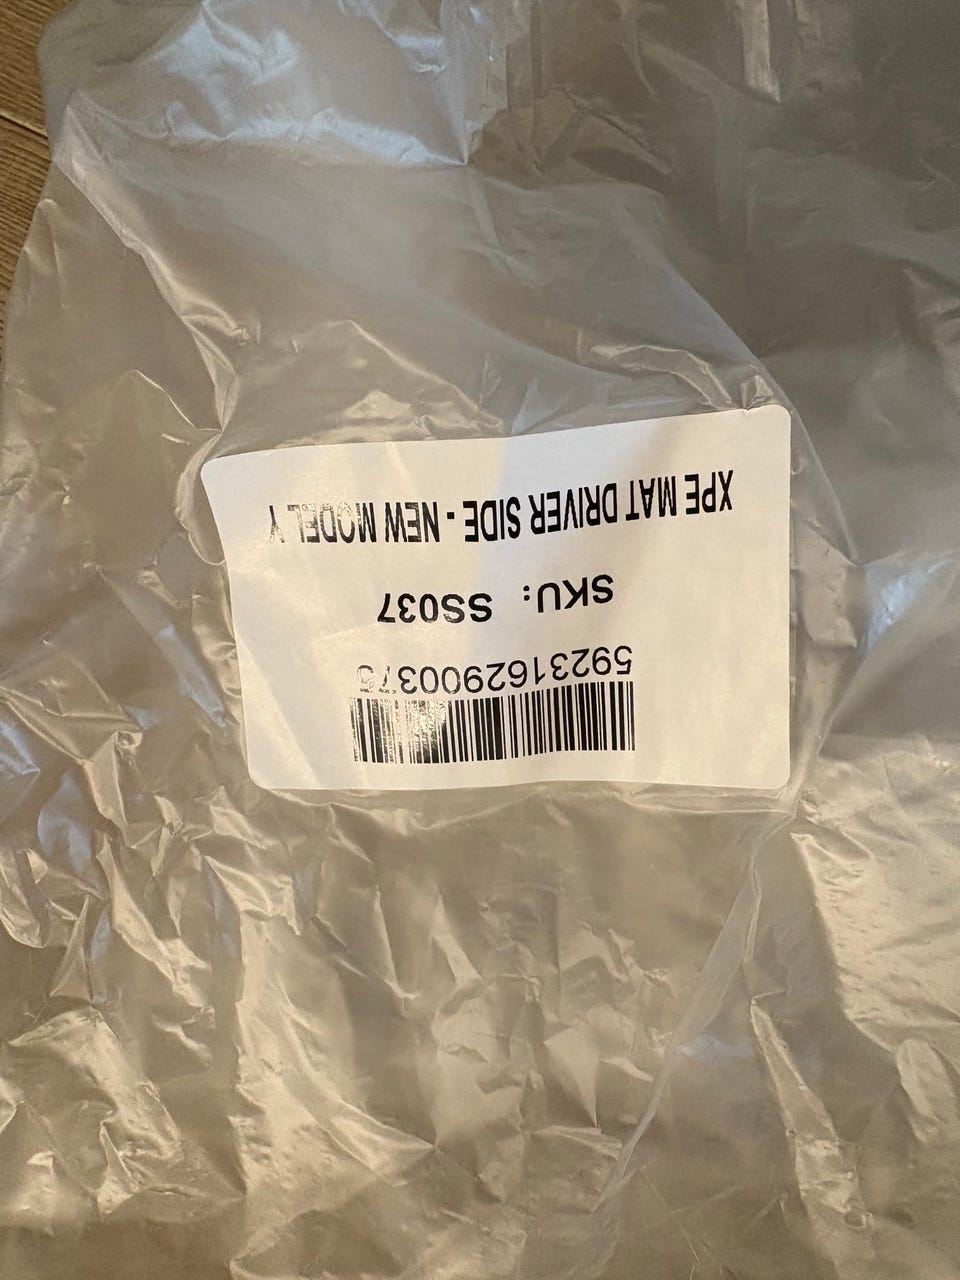 XPE MAT DRIVER SIDE - NEW MODEL Y
SKU: SS037
5923162900375